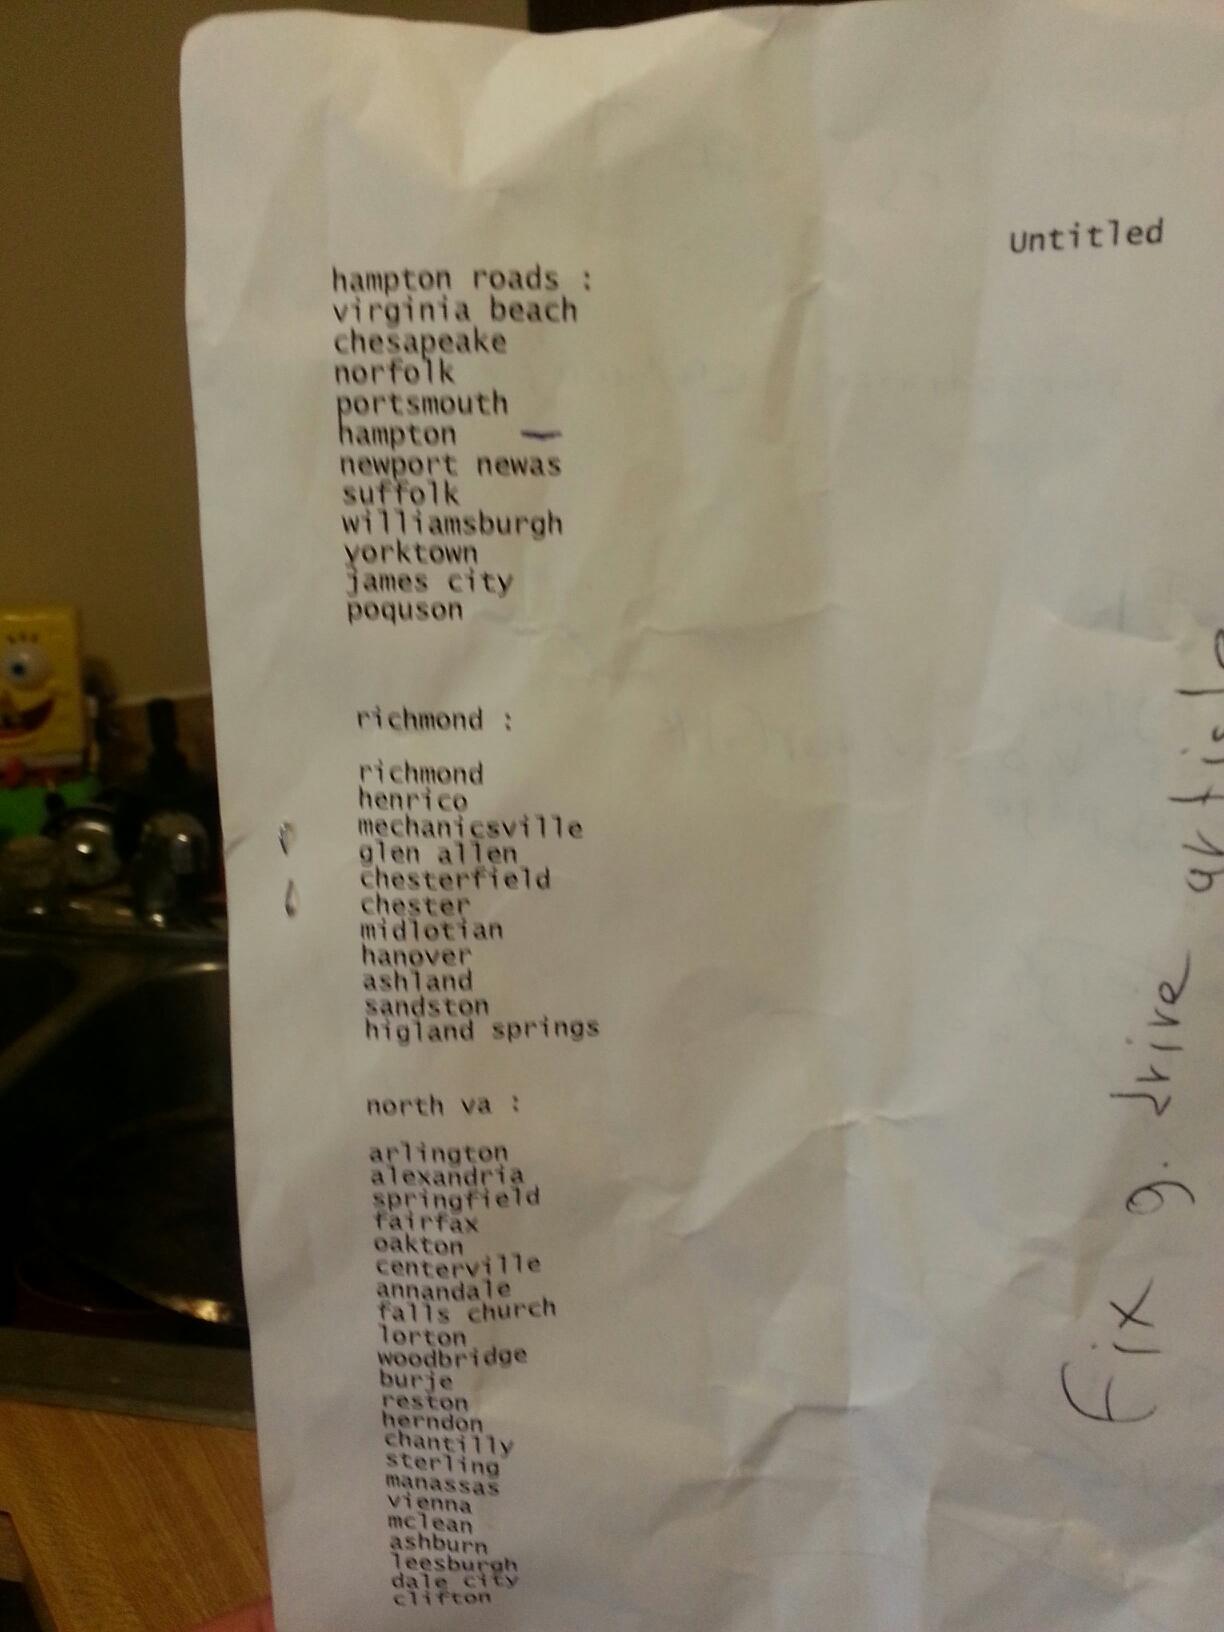 Untitled
hampton roads :
virginia beach
chesapeake
norfolk
portsmouth
hampton
newport newas
suffolk
williamsburgh
yorktown
james city
poquson
richmond :
richmond
henrico
mechanicsville
glen allen
chesterfield
chester
midlotian
hanover
ashland
sandston
higland springs
north va :
arlington
alexandria
springfield
fairfax
oakton
centerville
annandale
falls church
lorton
woodbridge
burje
reston
herndon
chantilly
sterling
manassas
vienna
mclean
ashburn
leesburgh
dale city
clifton
Fix g. drive